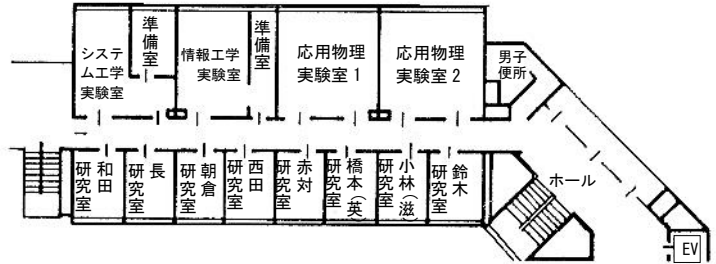 システ
ム工学
実験室
準備室
情報工学
実験室
準備室
応用物理
実験室 1
応用物理
実験室 2
男子
便所
和田
研究室
長
研究室
朝倉
研究室
西田
研究室
赤対
研究室
橋本(英)
研究室
小林(滋)
研究室
鈴木
研究室
ホール
EV